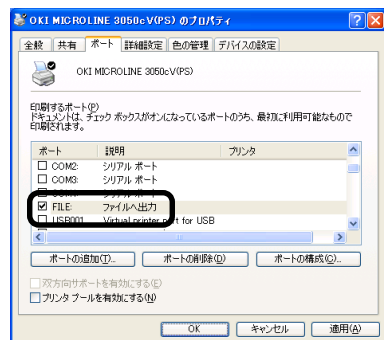 OKI MICROLINE 3050cV(PS) のプロパティ
全般 共有 ポート 詳細設定 色の管理 デバイスの設定
OKI MICROLINE 3050cV(PS)
印刷するポート(P)
ドキュメントは、チェック ボックスがオンになっているポートのうち、最初に利用可能なもので
印刷されます。
ポート 説明 プリンタ
COM2: シリアル ポート
COM3: シリアル ポート
FILE: ファイルへ出力
USB001 Virtual printer port for USB
ポートの追加(T)... ポートの削除(D) ポートの構成(C)...
双方向サポートを有効にする(E)
プリンタ プールを有効にする(N)
OK キャンセル 適用(A)